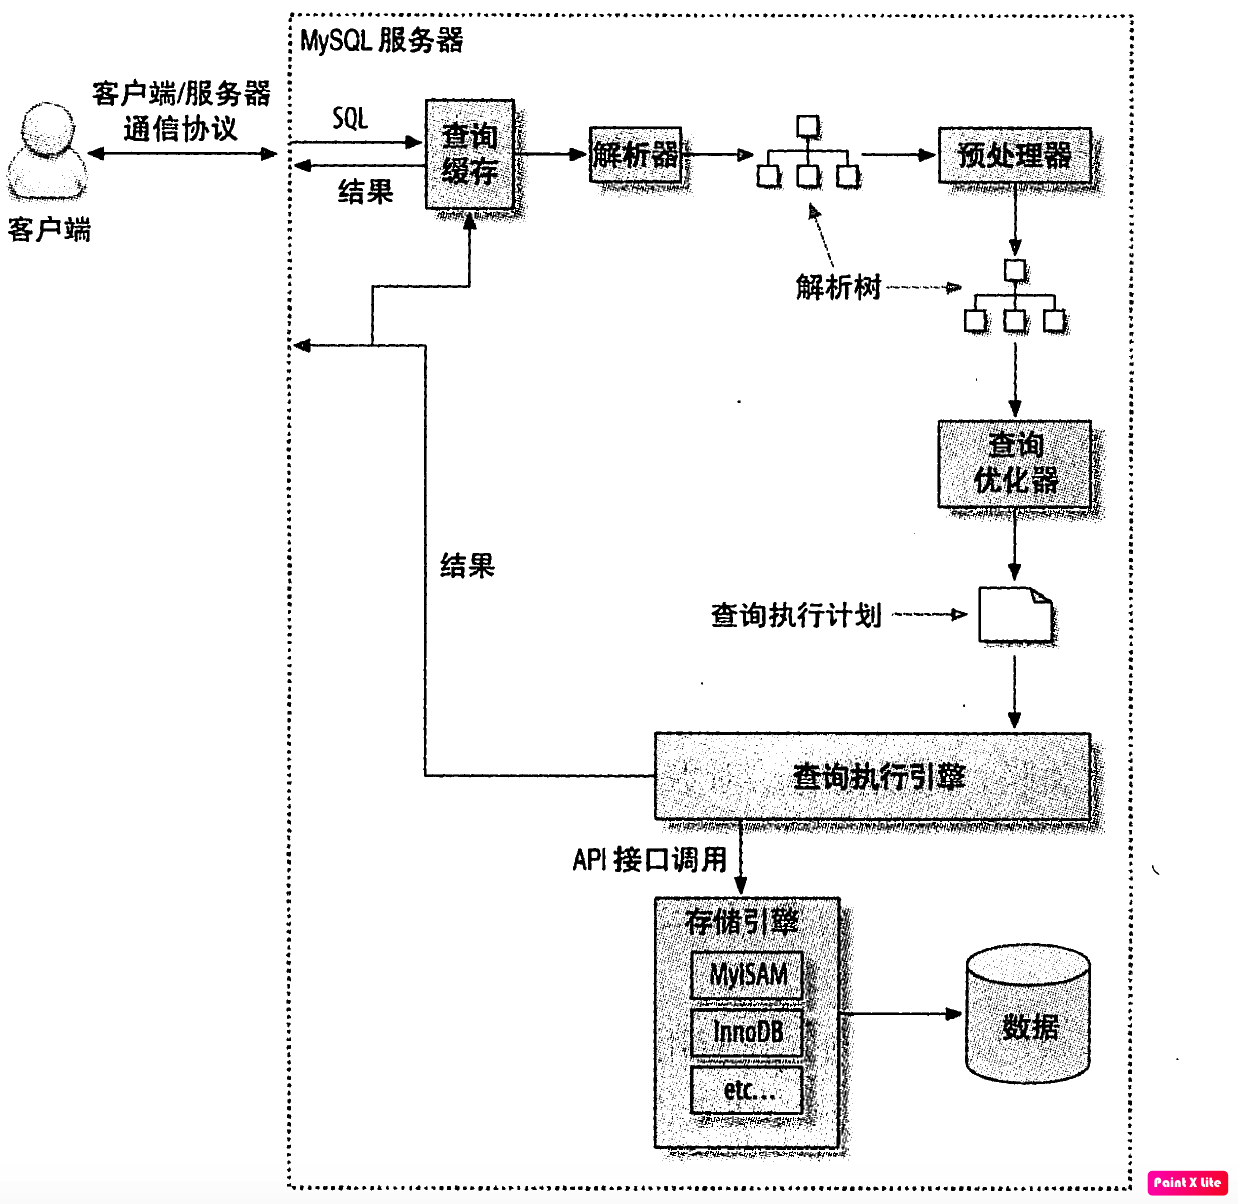 MySQL 服务器
客户端/服务器
通信协议
客户端
SQL
结果
查询
缓存
解析器
预处理器
解析树
查询
优化器
结果
查询执行计划
查询执行引擎
API 接口调用
存储引擎
MyISAM
InnoDB
etc...
数据
Paint X Lite